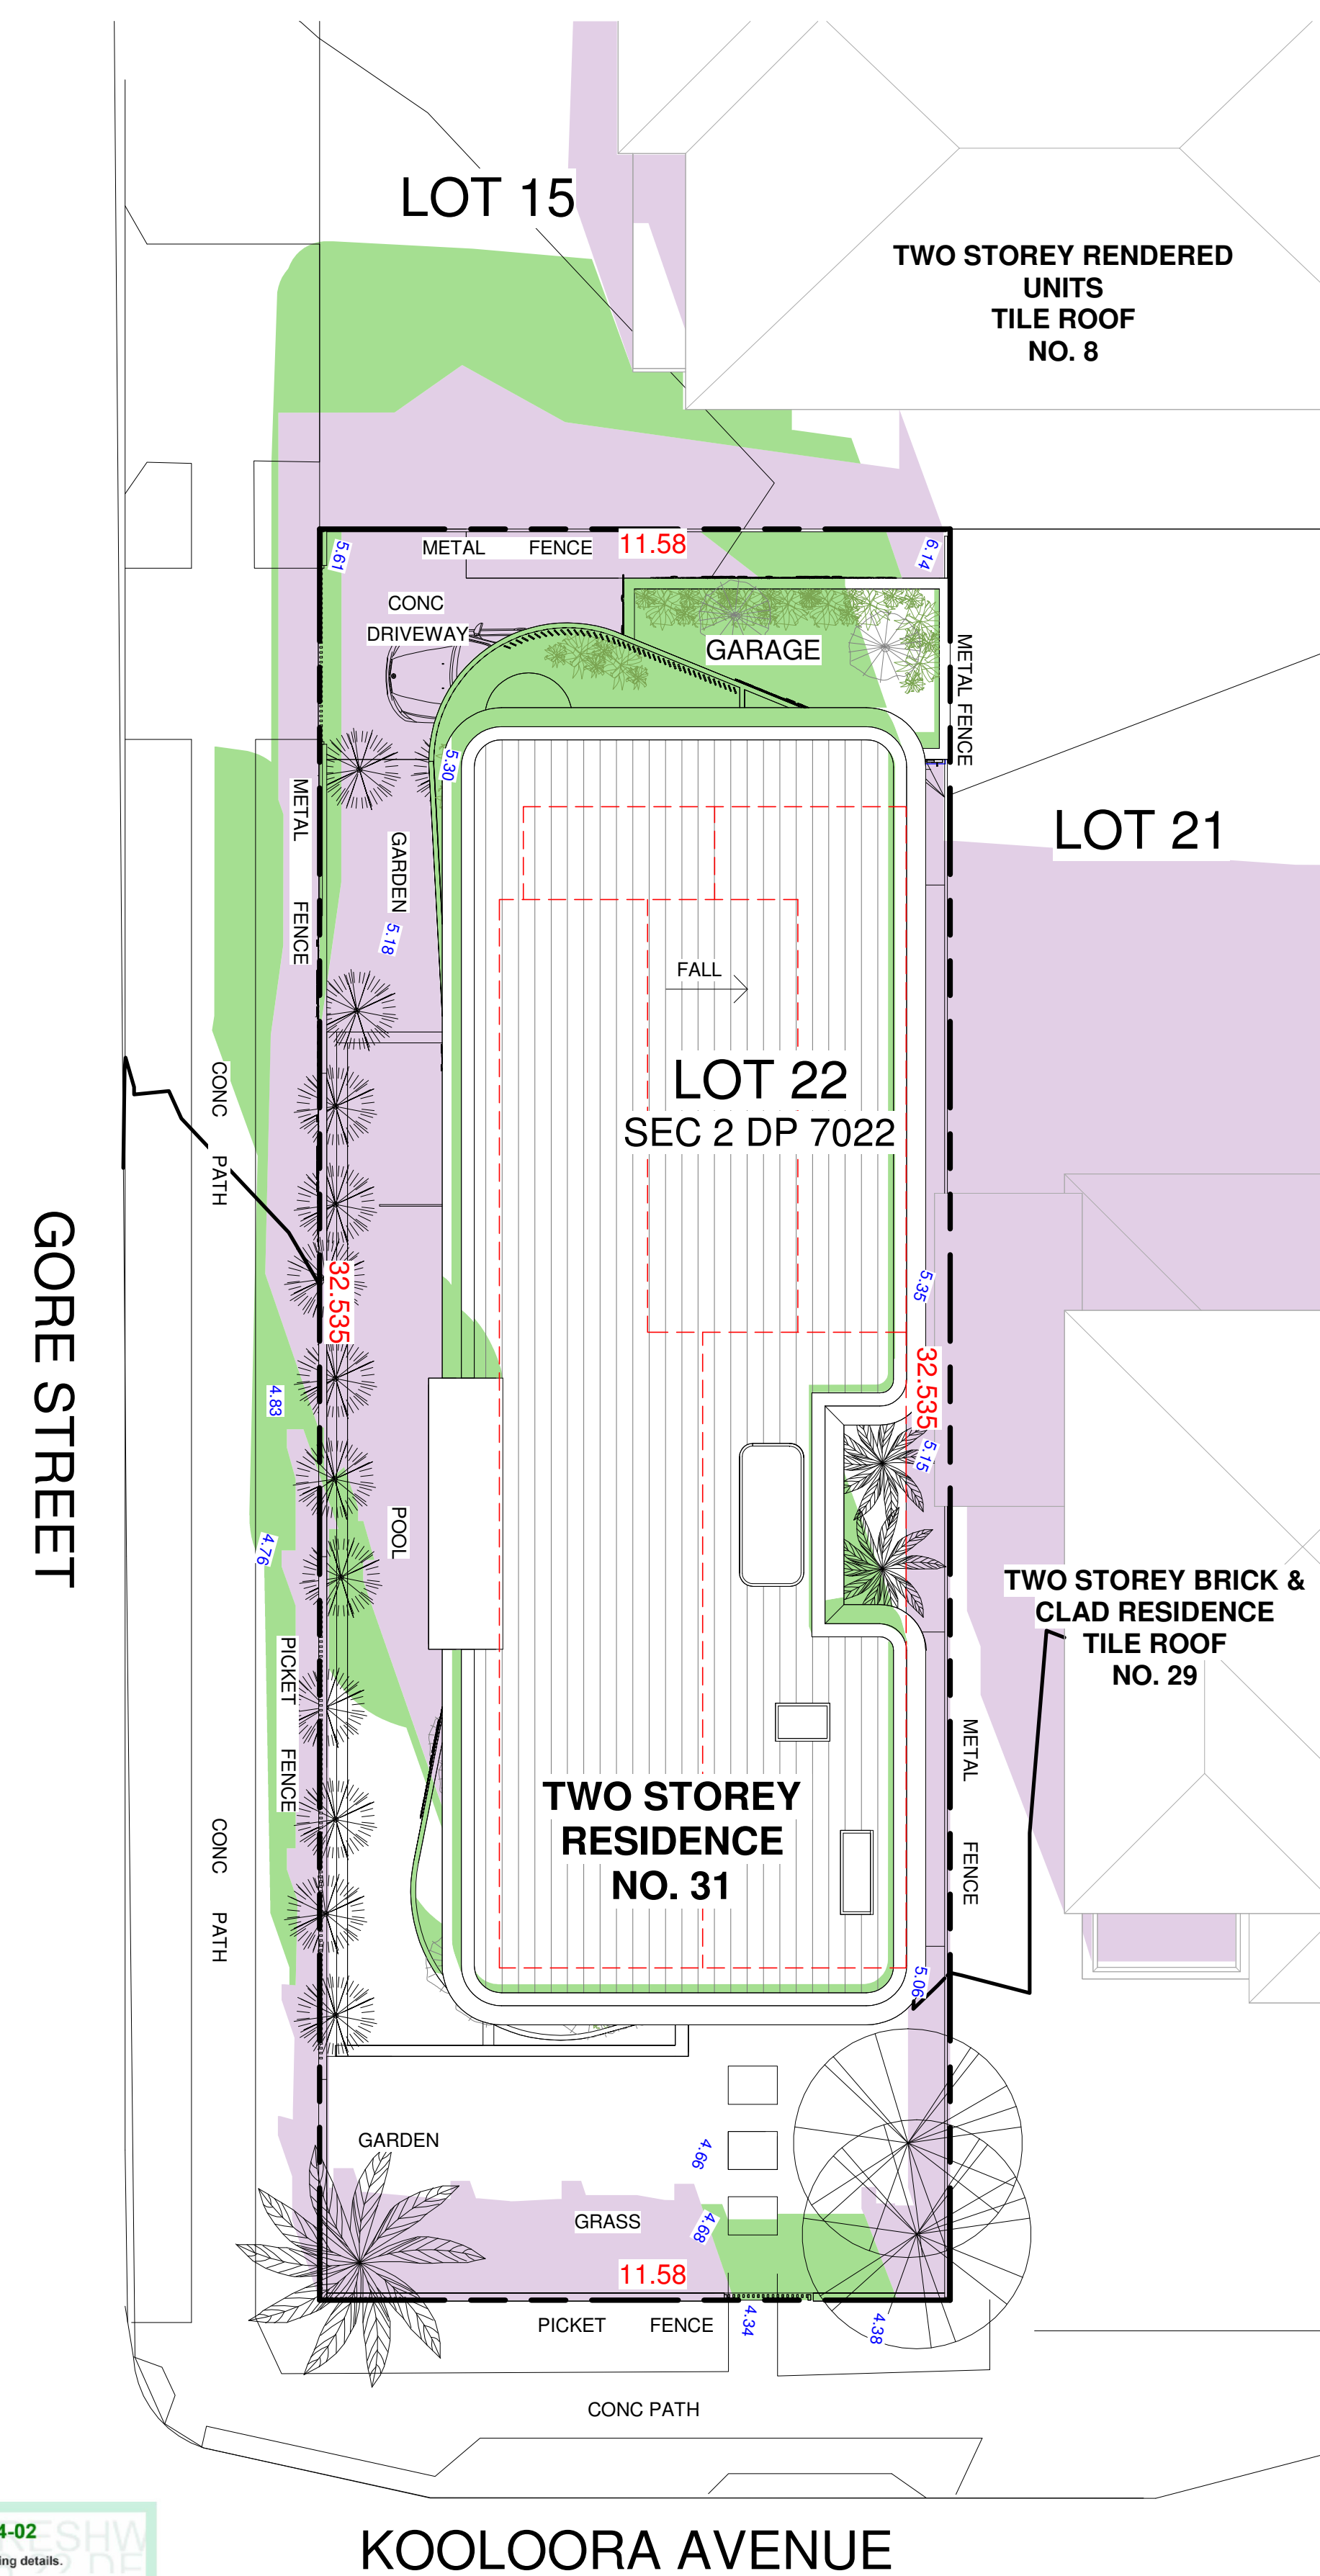 LOT 15
TWO STOREY RENDERED
UNITS
TILE ROOF
NO. 8
METAL FENCE
11.58
5.61
6.14
CONC
DRIVEWAY
GARAGE
METAL FENCE
5.30
METAL FENCE
GARDEN
5.18
LOT 21
FALL
LOT 22
SEC 2 DP 7022
CONC PATH
GORE STREET
32.535
5.35
32.535
4.83
5.15
4.76
POOL
TWO STOREY BRICK &
CLAD RESIDENCE
TILE ROOF
NO. 29
PICKET FENCE
METAL FENCE
TWO STOREY
RESIDENCE
NO. 31
CONC PATH
5.06
GARDEN
4.66
GRASS
4.68
11.58
PICKET FENCE
4.34
4.38
CONC PATH
4-02
ing details.
KOOLOORA AVENUE